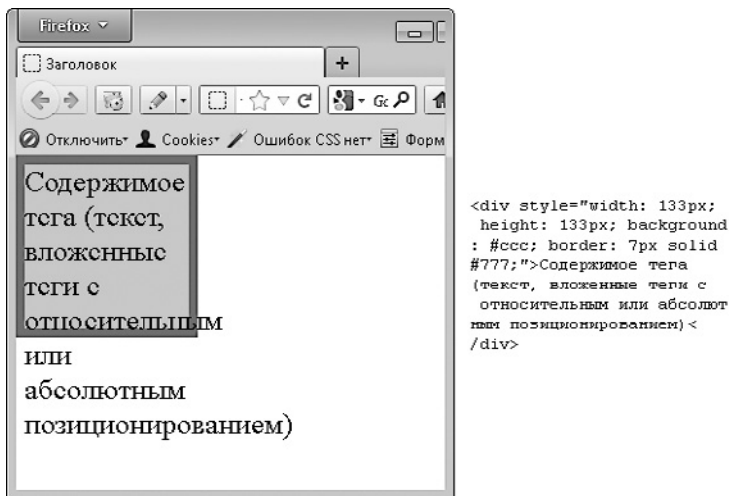 Firefox
Заголовок
Отключить Cookies Ошибок CSS нет Форм
Содержимое
тега (текст,
вложенные
теги с
относительным
или
абсолютным
позиционированием)
<div style="width: 133px;
height: 133px; background
: #ccc; border: 7px solid
#777;">Содержимое тега
(текст, вложенные теги с
относительным или абсолют
ным позиционированием)<
/div>